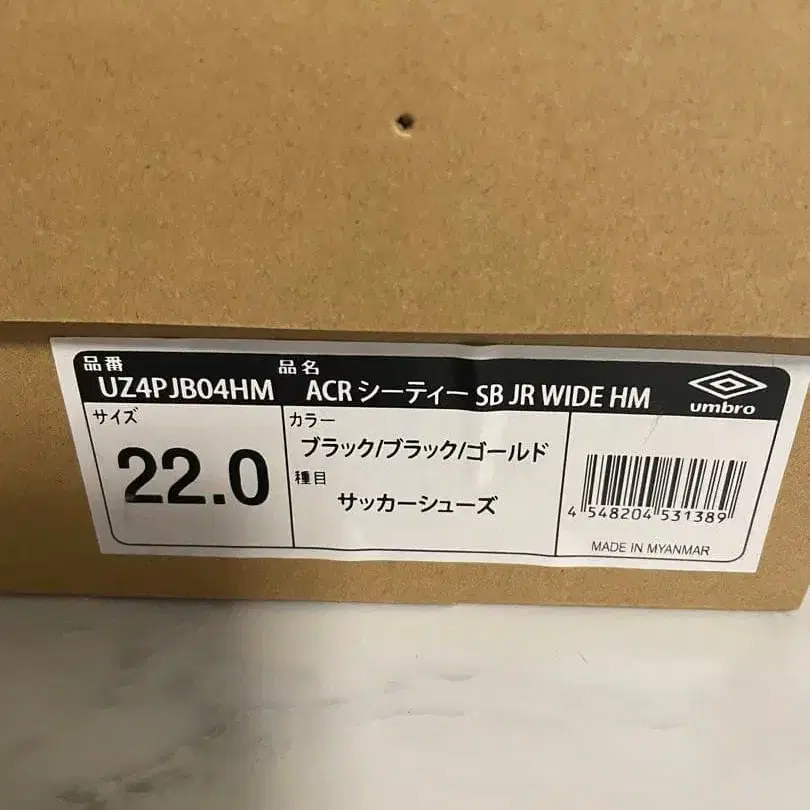 品番
UZ4PJB04HM
品名
ACR シーティー SB JR WIDE HM
umbro
サイズ
22.0
カラー
ブラック/ブラック/ゴールド
種目
サッカーシューズ
4 548204 531389
MADE IN MYANMAR